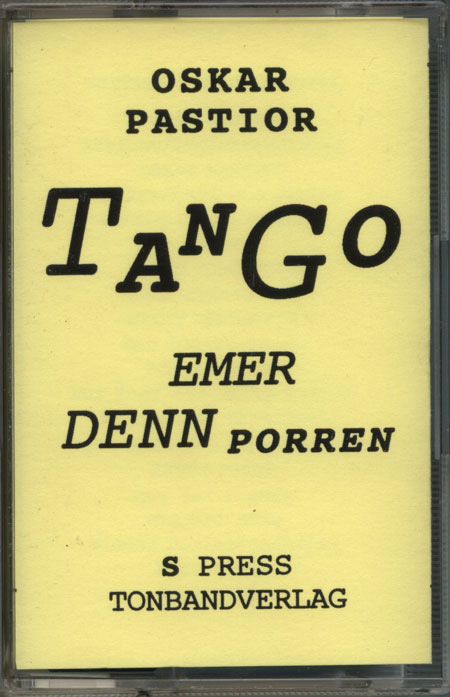 OSKAR
PASTIOR
TANGO
EMER
DENN PORREN
S PRESS
TONBANDVERLAG